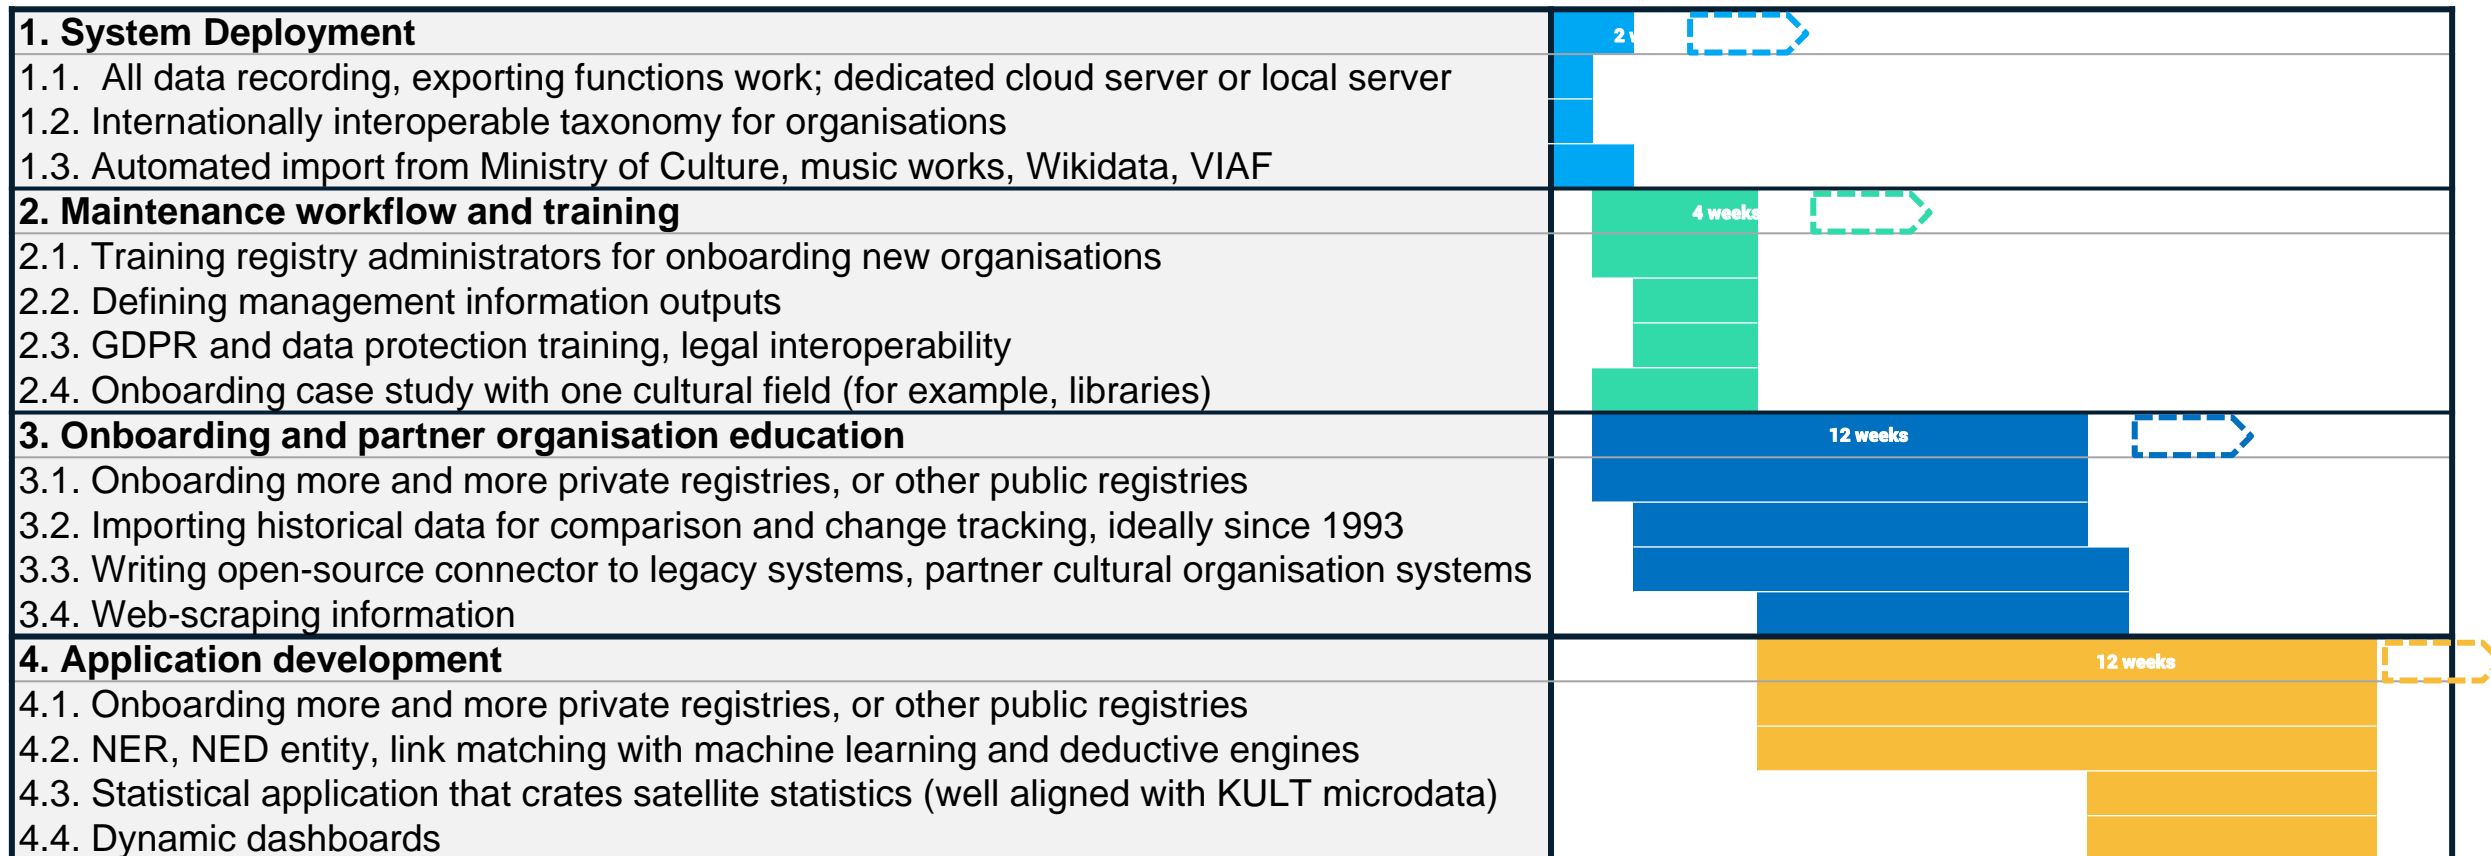 1. System Deployment
2 w
1.1. All data recording, exporting functions work; dedicated cloud server or local server
1.2. Internationally interoperable taxonomy for organisations
1.3. Automated import from Ministry of Culture, music works, Wikidata, VIAF
2. Maintenance workflow and training
4 weeks
2.1. Training registry administrators for onboarding new organisations
2.2. Defining management information outputs
2.3. GDPR and data protection training, legal interoperability
2.4. Onboarding case study with one cultural field (for example, libraries)
3. Onboarding and partner organisation education
12 weeks
3.1. Onboarding more and more private registries, or other public registries
3.2. Importing historical data for comparison and change tracking, ideally since 1993
3.3. Writing open-source connector to legacy systems, partner cultural organisation systems
3.4. Web-scraping information
4. Application development
12 weeks
4.1. Onboarding more and more private registries, or other public registries
4.2. NER, NED entity, link matching with machine learning and deductive engines
4.3. Statistical application that crates satellite statistics (well aligned with KULT microdata)
4.4. Dynamic dashboards